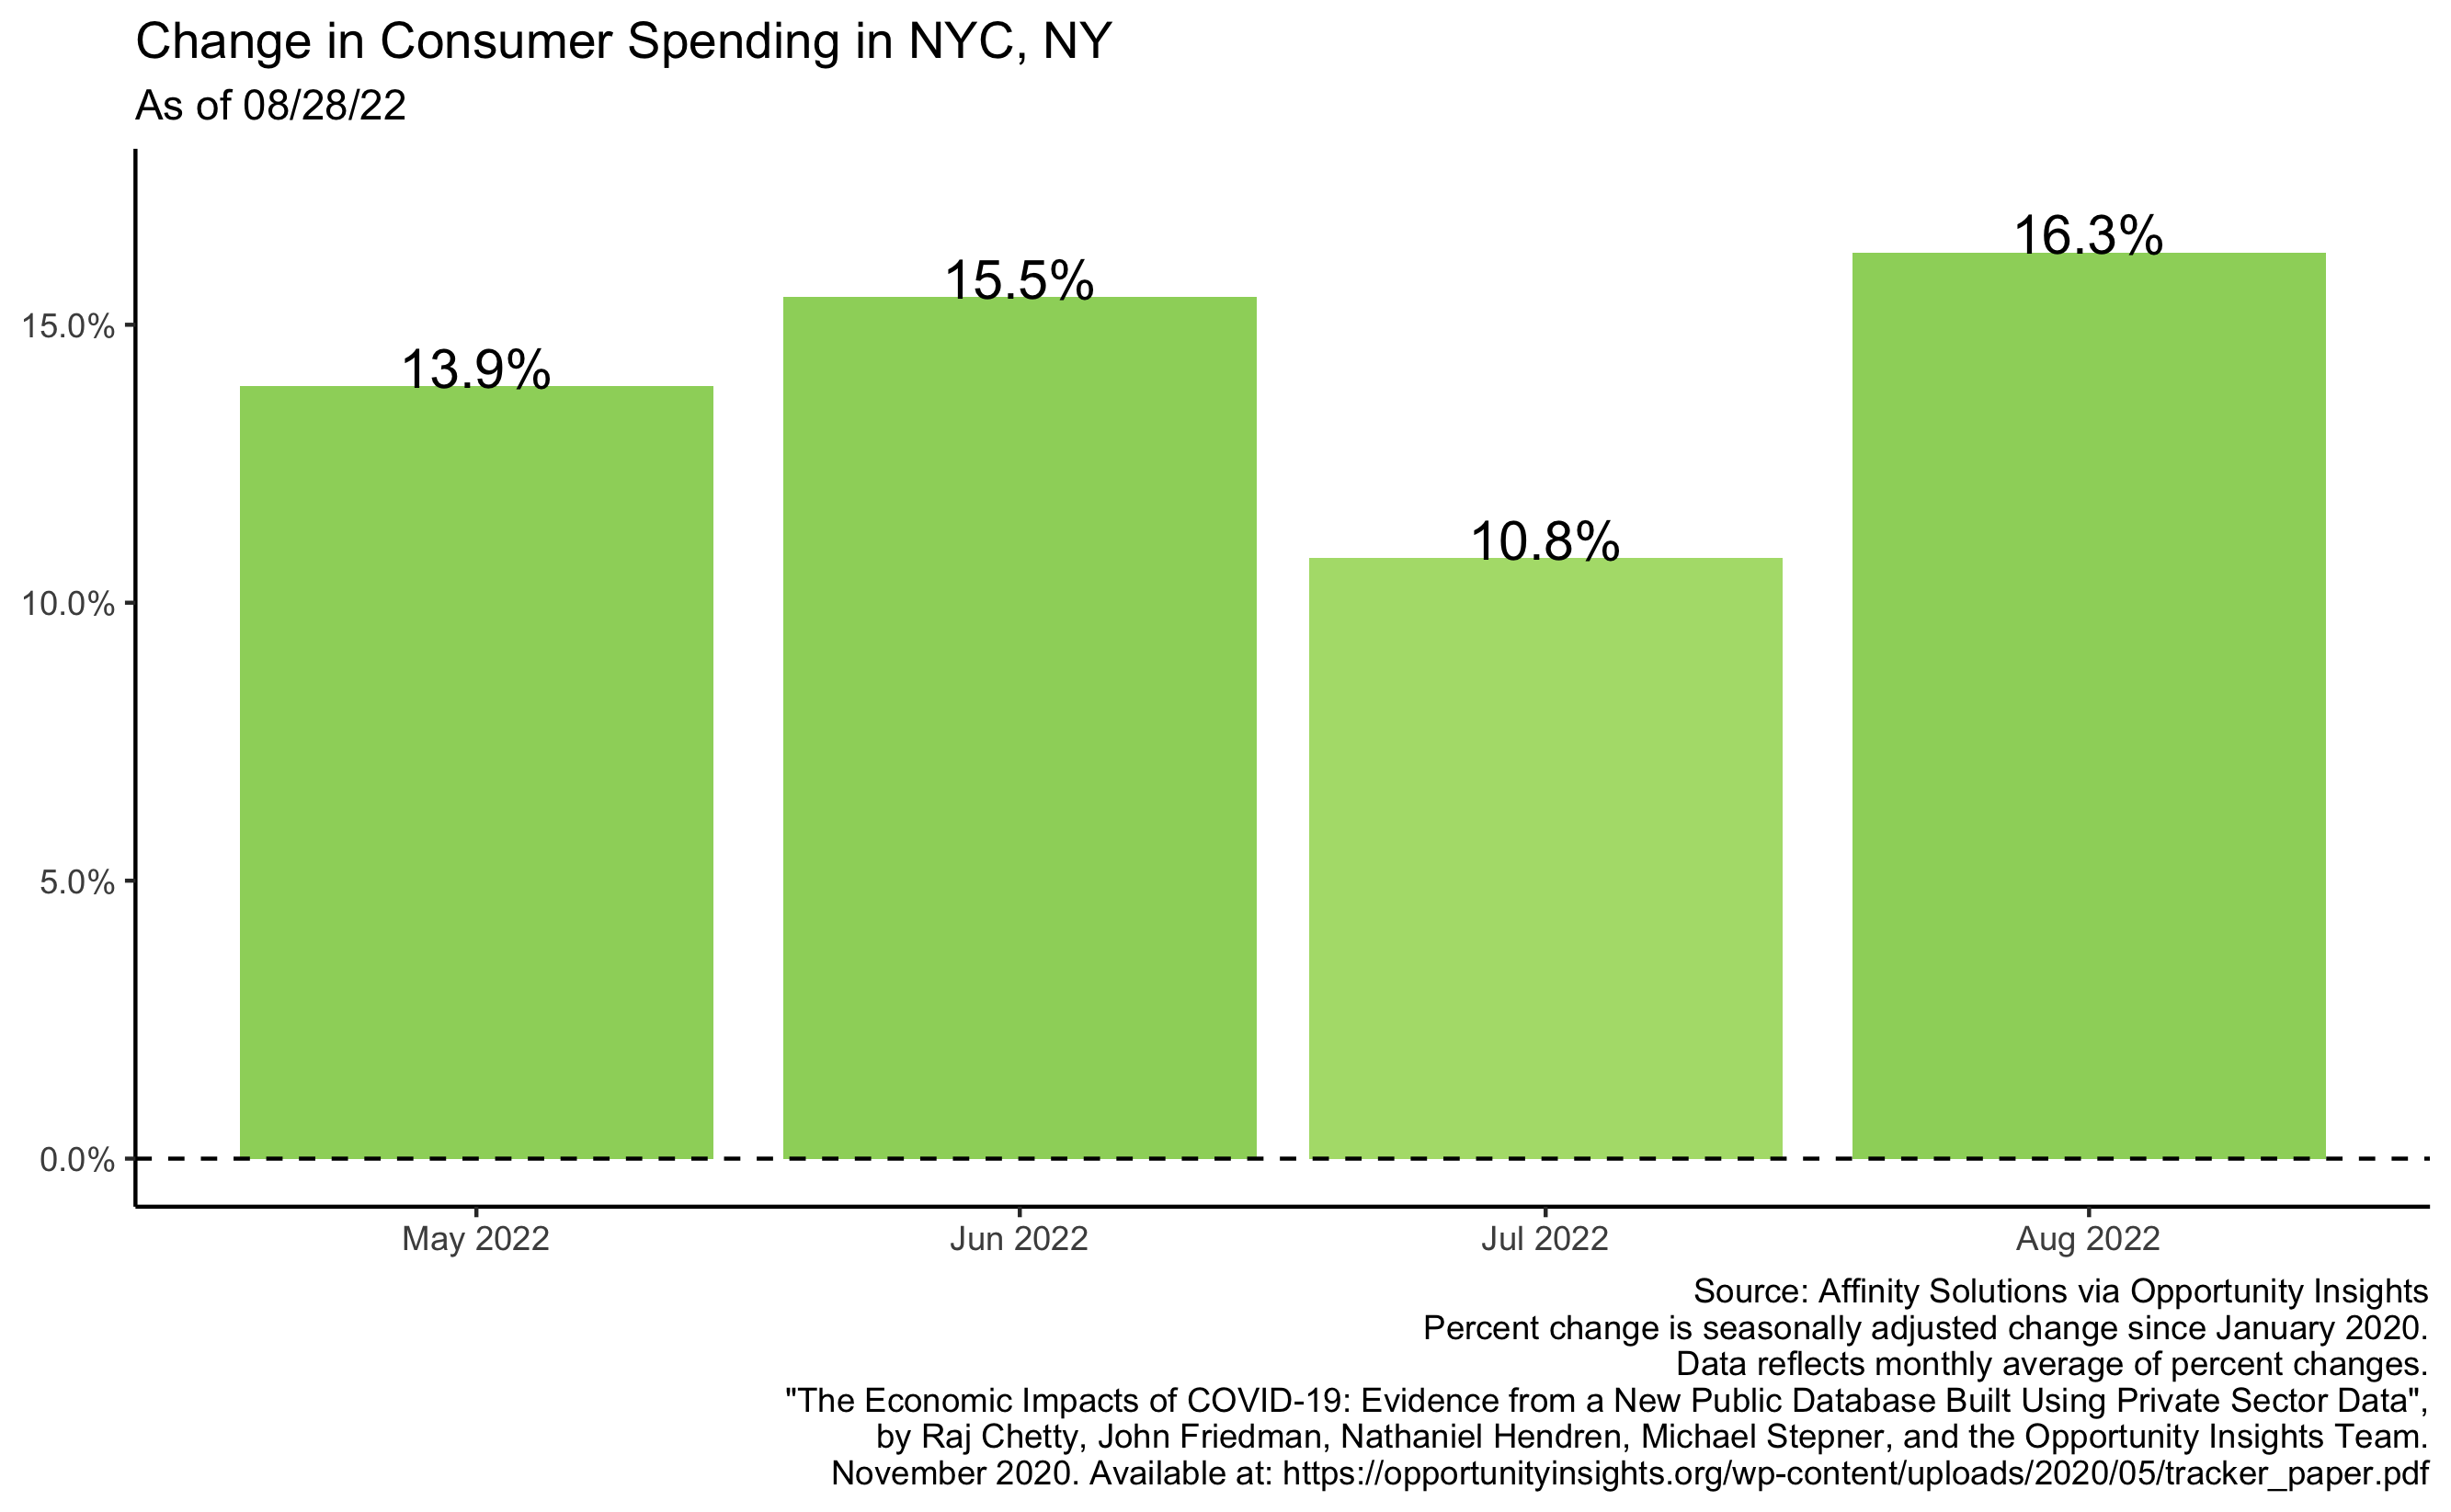 Change in Consumer Spending in NYC, NY
As of 08/28/22
16.3%
15.5%
15.0%
13.9%
10.8%
10.0%
5.0%
0.0%
May 2022 Jun 2022 Jul 2022 Aug 2022
Source: Affinity Solutions via Opportunity Insights
Percent change is seasonally adjusted change since January 2020.
Data reflects monthly average of percent changes.
"The Economic Impacts of COVID-19: Evidence from a New Public Database Built Using Private Sector Data",
by Raj Chetty, John Friedman, Nathaniel Hendren, Michael Stepner, and the Opportunity Insights Team.
November 2020. Available at: https://opportunityinsights.org/wp-content/uploads/2020/05/tracker_paper.pdf